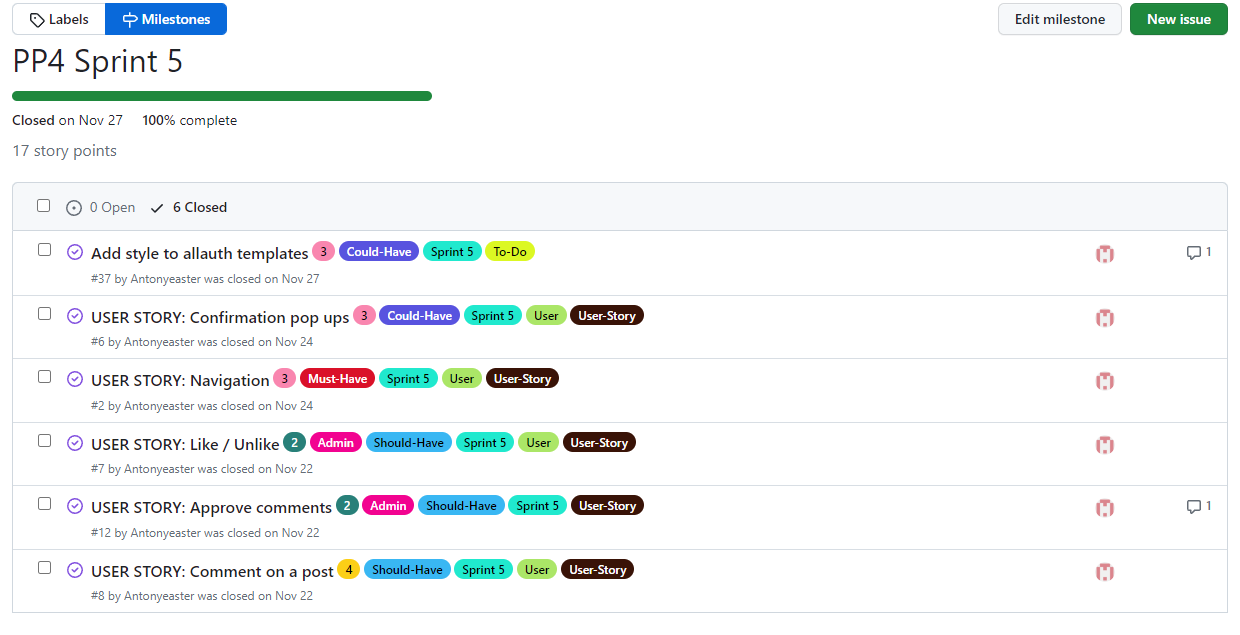 Labels Milestones Edit milestone New issue
PP4 Sprint 5
Closed on Nov 27 100% complete
17 story points
0 Open 6 Closed
Add style to allauth templates 3 Could-Have Sprint 5 To-Do 1
#37 by Antonyeaster was closed on Nov 27
USER STORY: Confirmation pop ups 3 Could-Have Sprint 5 User User-Story
#6 by Antonyeaster was closed on Nov 24
USER STORY: Navigation 3 Must-Have Sprint 5 User User-Story
#2 by Antonyeaster was closed on Nov 24
USER STORY: Like / Unlike 2 Admin Should-Have Sprint 5 User User-Story
#7 by Antonyeaster was closed on Nov 22
USER STORY: Approve comments 2 Admin Should-Have Sprint 5 User-Story 1
#12 by Antonyeaster was closed on Nov 22
USER STORY: Comment on a post 4 Should-Have Sprint 5 User User-Story
#8 by Antonyeaster was closed on Nov 22